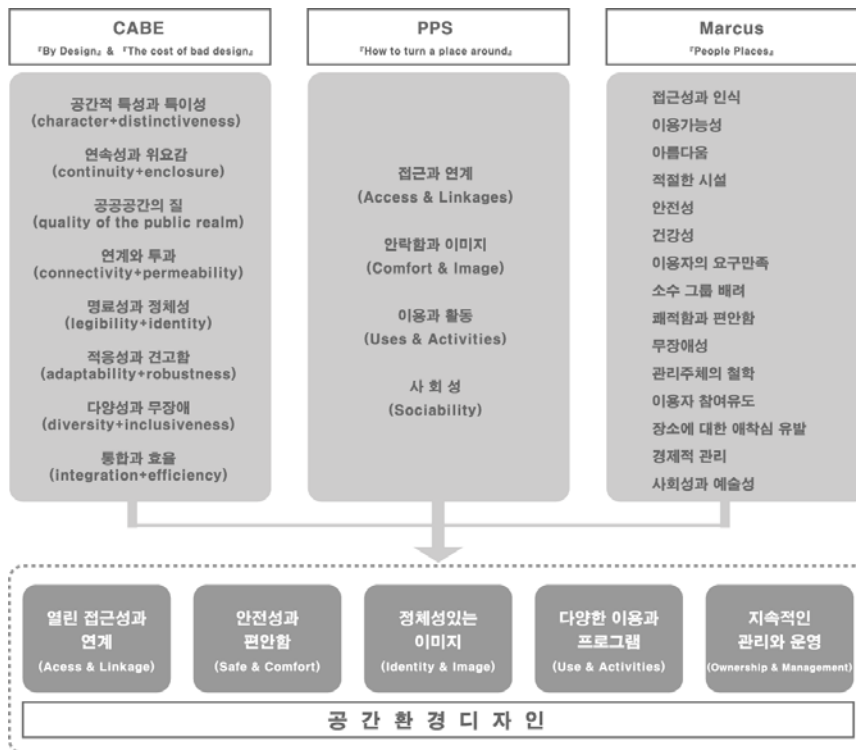 CABE
『By Design』 & 『The cost of bad design』
공간적 특성과 특이성
(character+distinctiveness)
연속성과 위요감
(continuity+enclosure)
공공공간의 질
(quality of the public realm)
연계와 투과
(connectivity+permeability)
명료성과 정체성
(legibility+identity)
적응성과 견고함
(adaptability+robustness)
다양성과 무장애
(diversity+inclusiveness)
통합과 효율
(integration+efficiency)
PPS
『How to turn a place around』
접근과 연계
(Access & Linkages)
안락함과 이미지
(Comfort & Image)
이용과 활동
(Uses & Activities)
사 회 성
(Sociability)
Marcus
『People Places』
접근성과 인식
이용가능성
아름다움
적절한 시설
안전성
건강성
이용자의 요구만족
소수 그룹 배려
쾌적함과 편안함
무장애성
관리주체의 철학
이용자 참여유도
장소에 대한 애착심 유발
경제적 관리
사회성과 예술성
열린 접근성과
연계
(Acess & Linkage)
안전성과
편안함
(Safe & Comfort)
정체성있는
이미지
(Identity & Image)
다양한 이용과
프로그램
(Use & Activities)
지속적인
관리와 운영
(Ownership & Management)
공 간 환 경 디 자 인